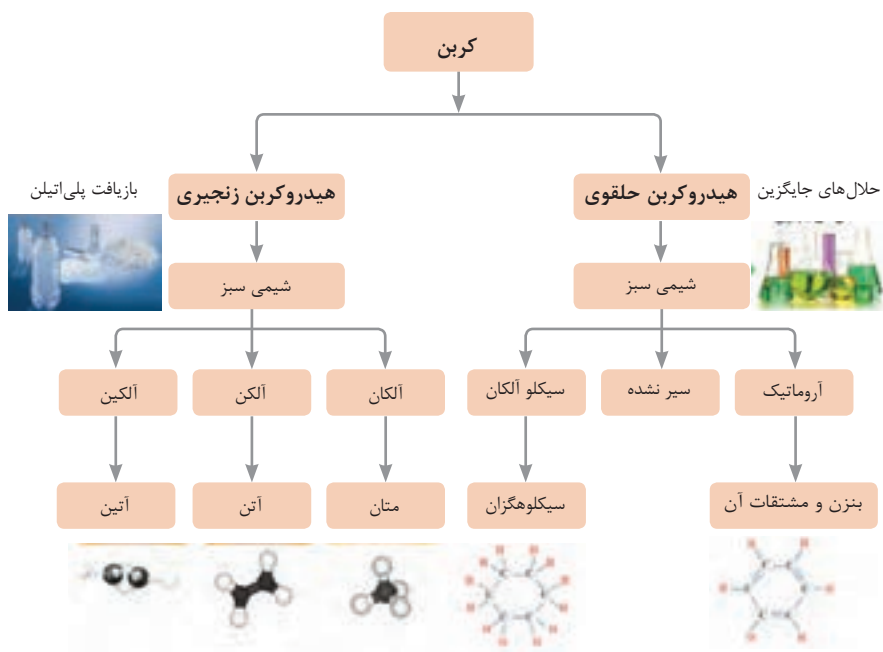 کربن
هیدروکربن حلقوی
هیدروکربن زنجیری
حلال‌های جایگزین
بازیافت پلی‌اتیلن
شیمی سبز
شیمی سبز
آروماتیک
سیر نشده
سیکلو آلکان
آلکان
آلکن
آلکین
بنزن و مشتقات آن
سیکلوهگزان
متان
آتن
آتین